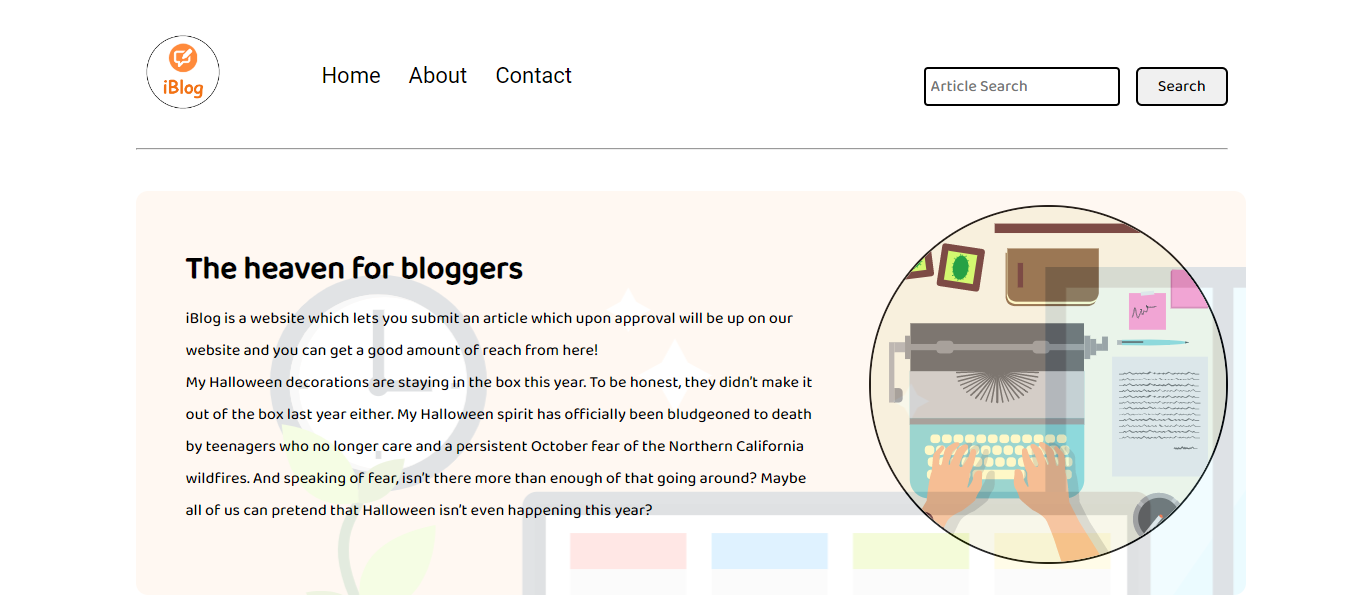 iBlog
Home About Contact
Article Search
Search
The heaven for bloggers
iBlog is a website which lets you submit an article which upon approval will be up on our
website and you can get a good amount of reach from here!
My Halloween decorations are staying in the box this year. To be honest, they didn’t make it
out of the box last year either. My Halloween spirit has officially been bludgeoned to death
by teenagers who no longer care and a persistent October fear of the Northern California
wildfires. And speaking of fear, isn’t there more than enough of that going around? Maybe
all of us can pretend that Halloween isn’t even happening this year?